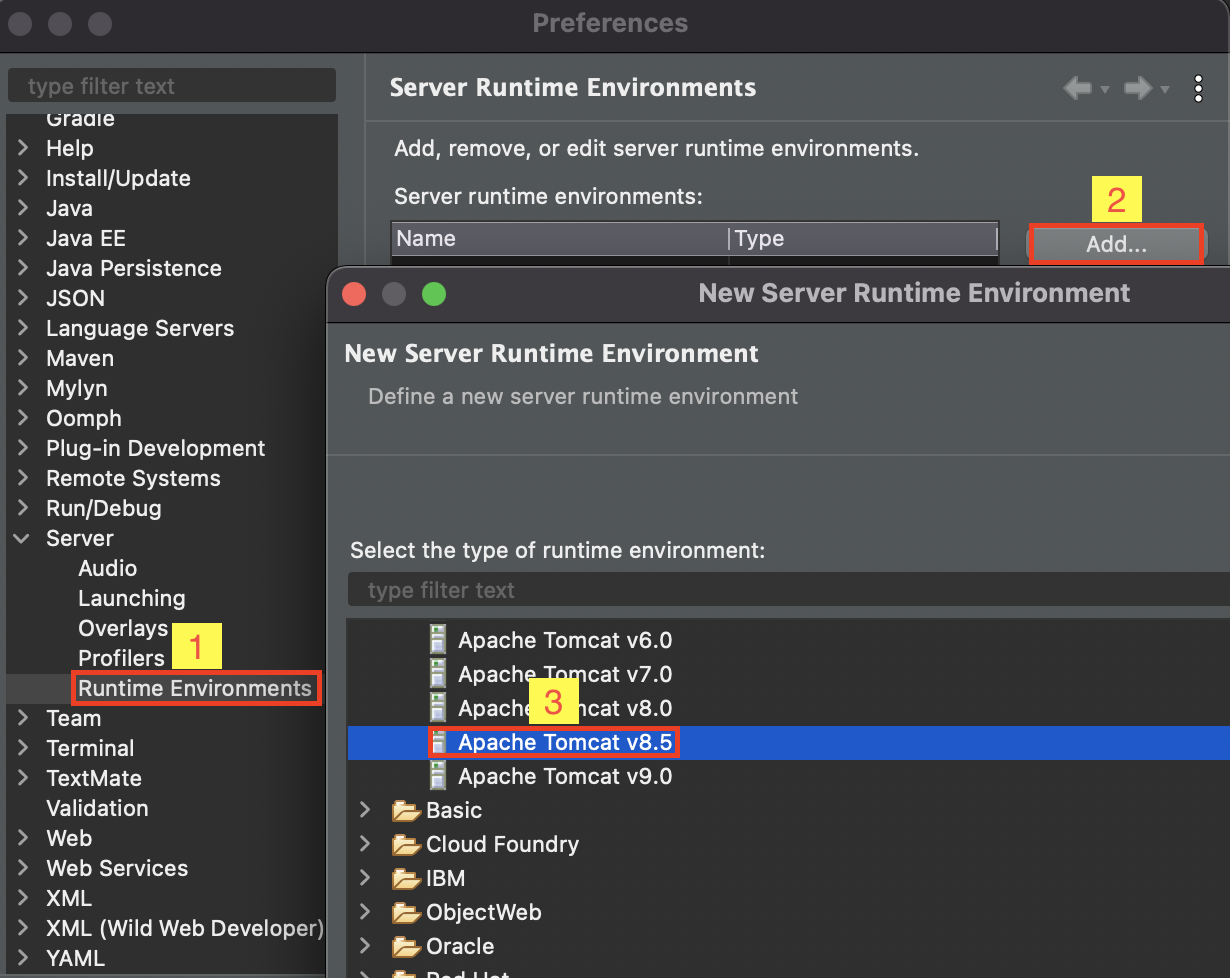 Preferences
type filter text
Gradle
Help
Install/Update
Java
Java EE
Java Persistence
JSON
Language Servers
Maven
Mylyn
Oomph
Plug-in Development
Remote Systems
Run/Debug
Server
Audio
Launching
Overlays
Profilers
1
Runtime Environments
Team
Terminal
TextMate
Validation
Web
Web Services
XML
XML (Wild Web Developer)
YAML
Server Runtime Environments
Add, remove, or edit server runtime environments.
Server runtime environments:
2
Name Type
Add...
New Server Runtime Environment
New Server Runtime Environment
Define a new server runtime environment
Select the type of runtime environment:
type filter text
Apache Tomcat v6.0
Apache Tomcat v7.0
Apache Tomcat v8.0
3
Apache Tomcat v8.5
Apache Tomcat v9.0
Basic
Cloud Foundry
IBM
ObjectWeb
Oracle
Red Hat